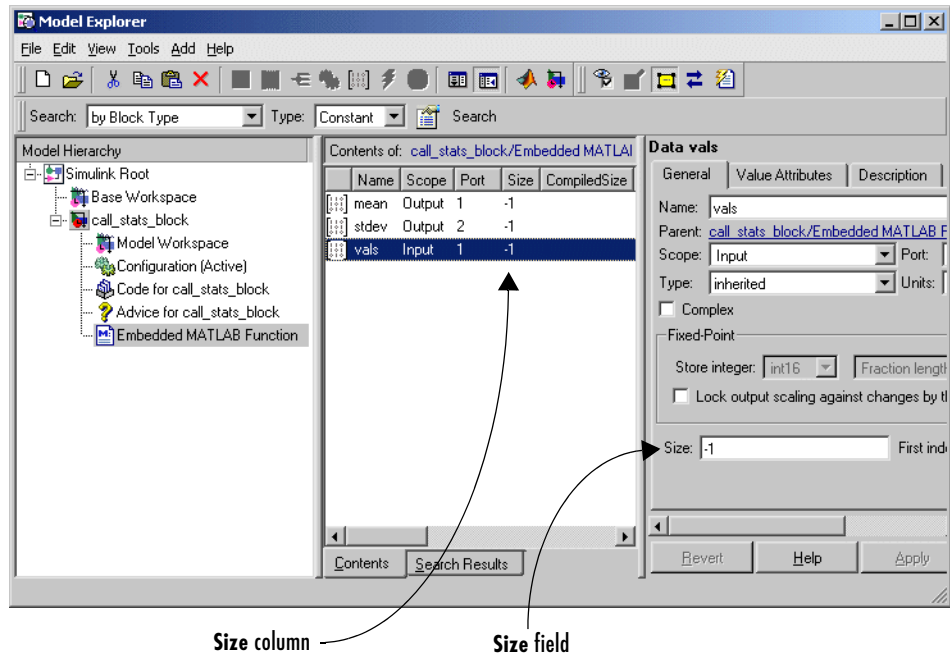 Model Explorer
File Edit View Tools Add Help
Search: by Block Type Type: Constant Search
Model Hierarchy
Simulink Root
Base Workspace
call_stats_block
Model Workspace
Configuration (Active)
Code for call_stats_block
Advice for call_stats_block
Embedded MATLAB Function
Contents of: call_stats_block/Embedded MATLAI
Name Scope Port Size CompiledSize
mean Output 1 -1
stdev Output 2 -1
vals Input 1 -1
Contents Search Results
Data vals
General Value Attributes Description
Name: vals
Parent: call_stats_block/Embedded MATLAB F
Scope: Input Port:
Type: inherited Units:
Complex
Fixed-Point
Store integer: int16 Fraction length
Lock output scaling against changes by th
Size: -1 First inde
Revert Help Apply
Size column Size field